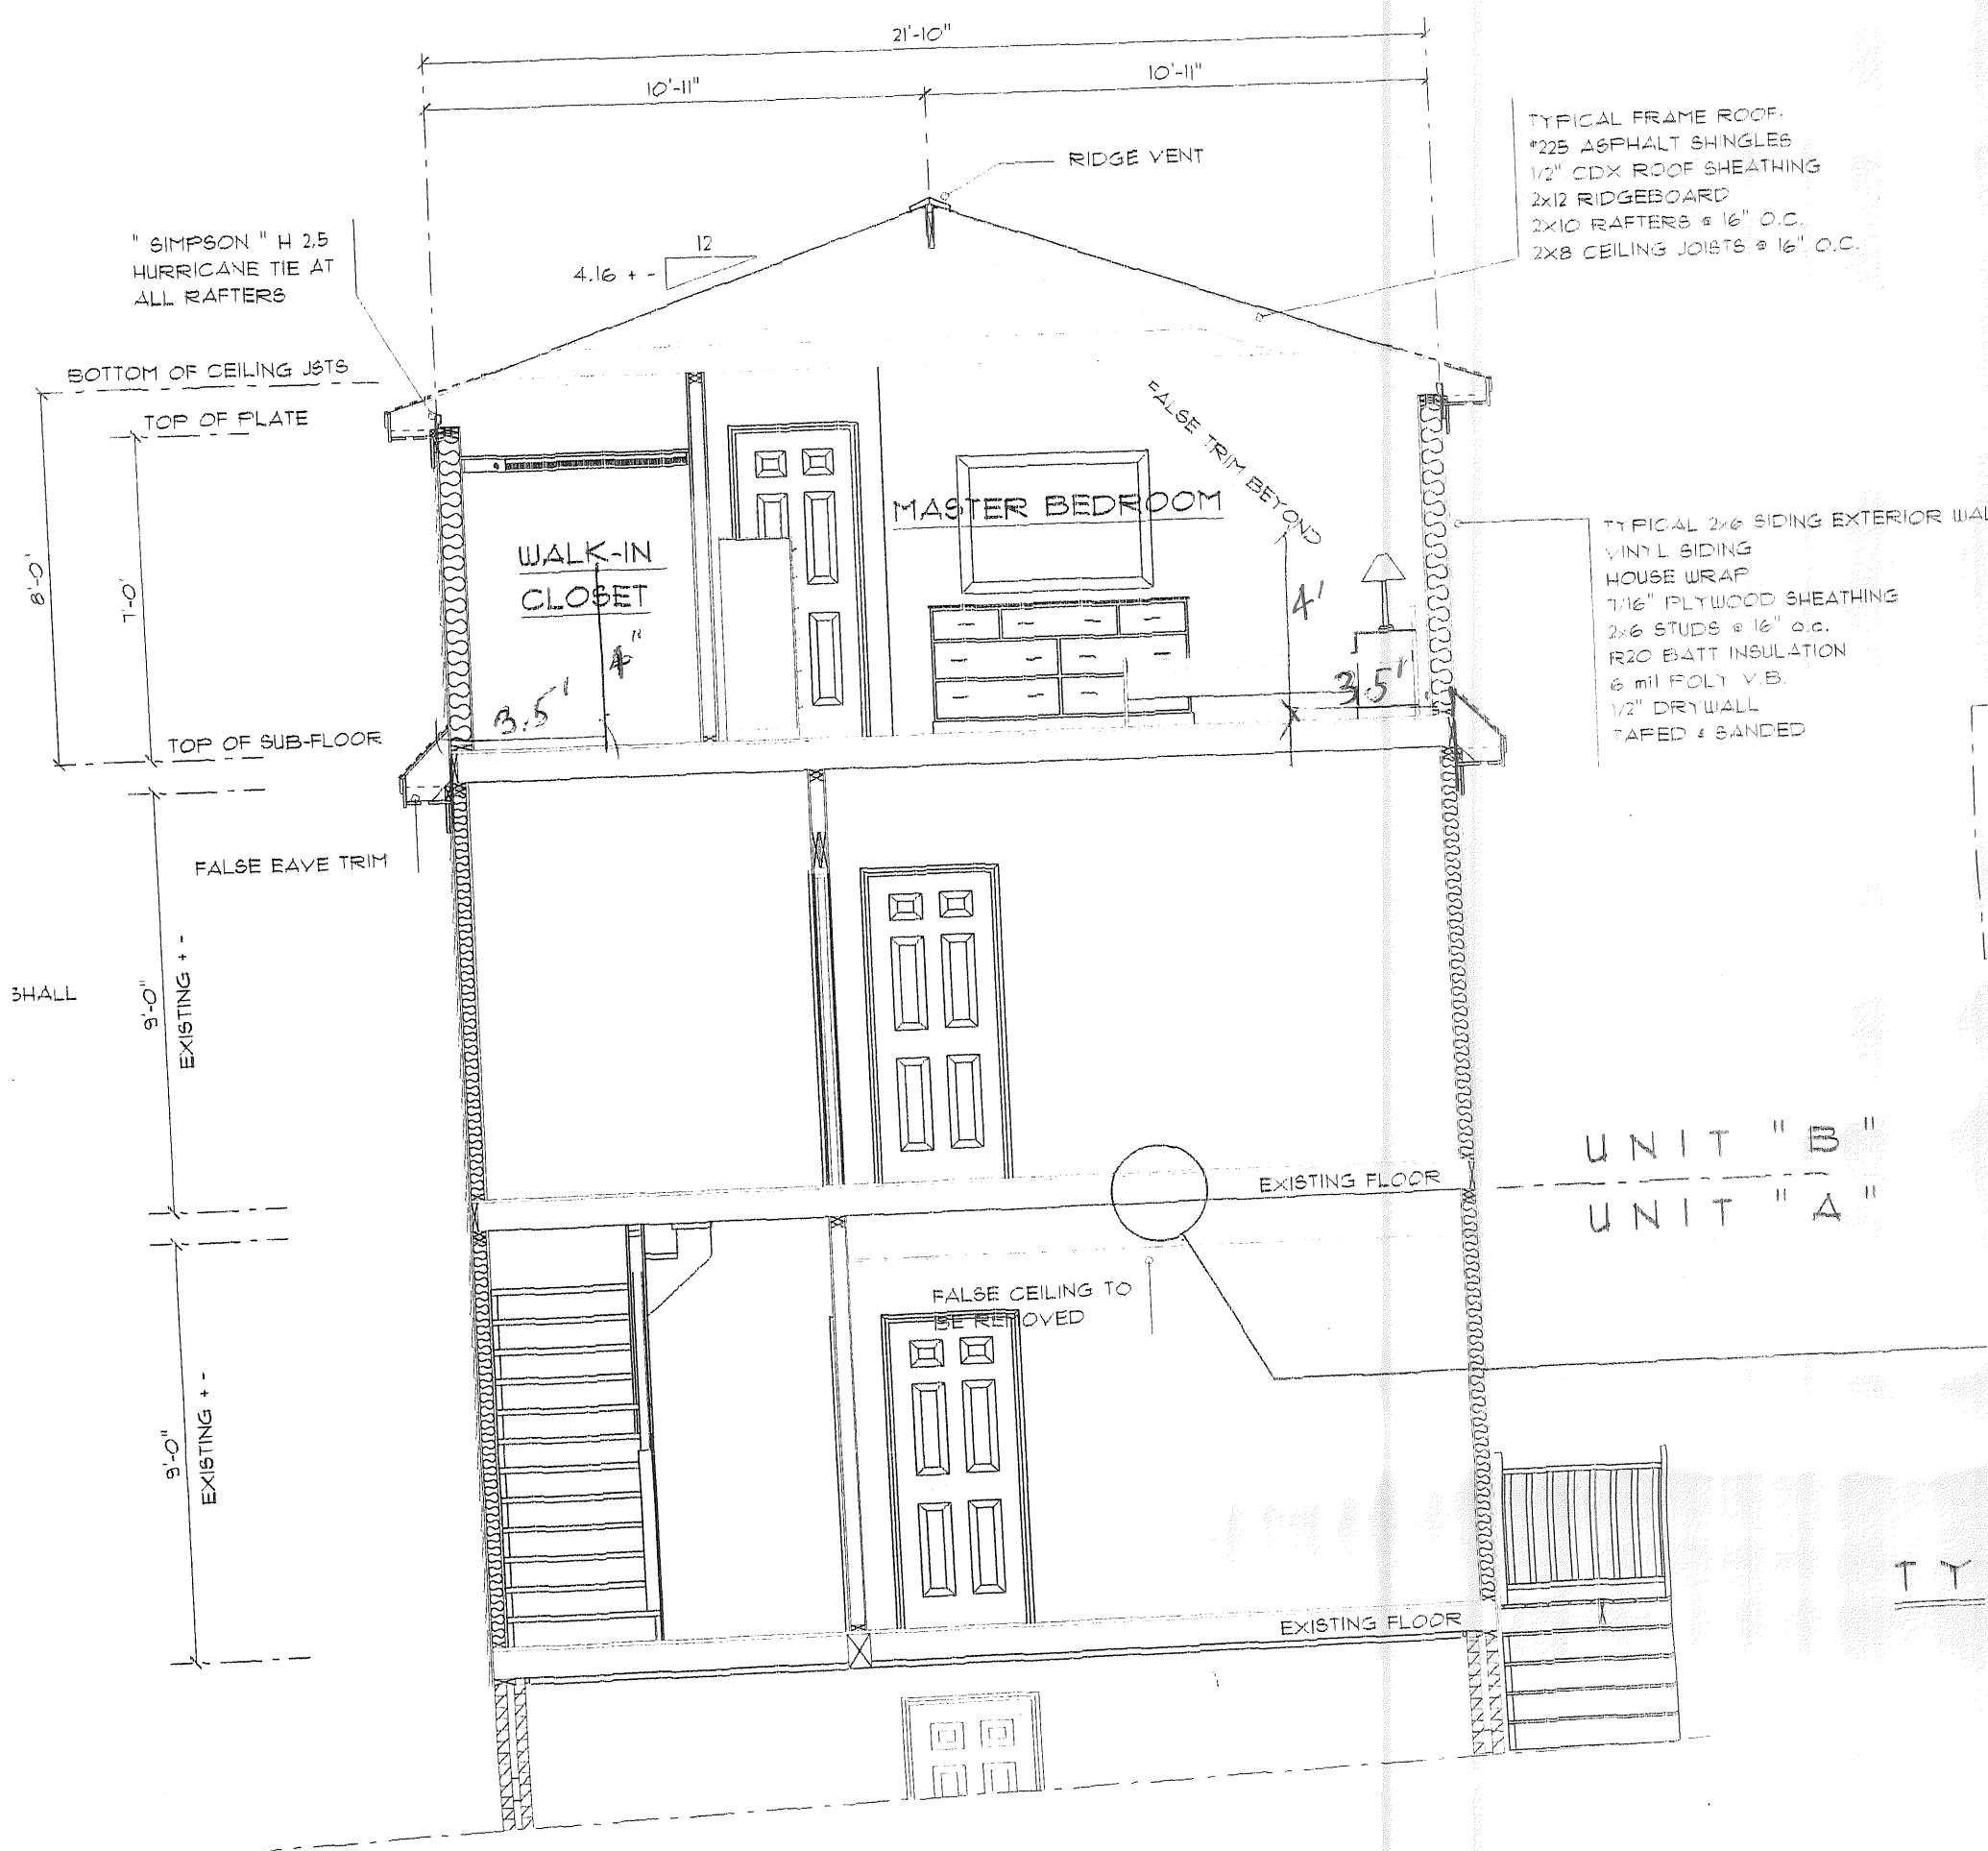 21'-10"
10'-11"
10'-11"
RIDGE VENT
TYPICAL FRAME ROOF:
#225 ASPHALT SHINGLES
1/2" CDX ROOF SHEATHING
2x12 RIDGEBOARD
2X10 RAFTERS @ 16" O.C.
2X8 CEILING JOISTS @ 16" O.C.
" SIMPSON " H 2.5
HURRICANE TIE AT
ALL RAFTERS
12
4.16 + -
BOTTOM OF CEILING JSTS
TOP OF PLATE
8'-0"
7'-0"
FALSE TRIM BEYOND
MASTER BEDROOM
WALK-IN
CLOSET
4"
3.5'
4'
3.5'
TYPICAL 2x6 SIDING EXTERIOR WAL
VINYL SIDING
HOUSE WRAP
7/16" PLYWOOD SHEATHING
2x6 STUDS @ 16" o.c.
R20 BATT INSULATION
6 mil POLY V.B.
1/2" DRYWALL
TAPED & SANDED
TOP OF SUB-FLOOR
FALSE EAVE TRIM
9'-0"
EXISTING + -
SHALL
UNIT "B"
EXISTING FLOOR
UNIT "A"
FALSE CEILING TO
BE REMOVED
9'-0"
EXISTING + -
EXISTING FLOOR
TY